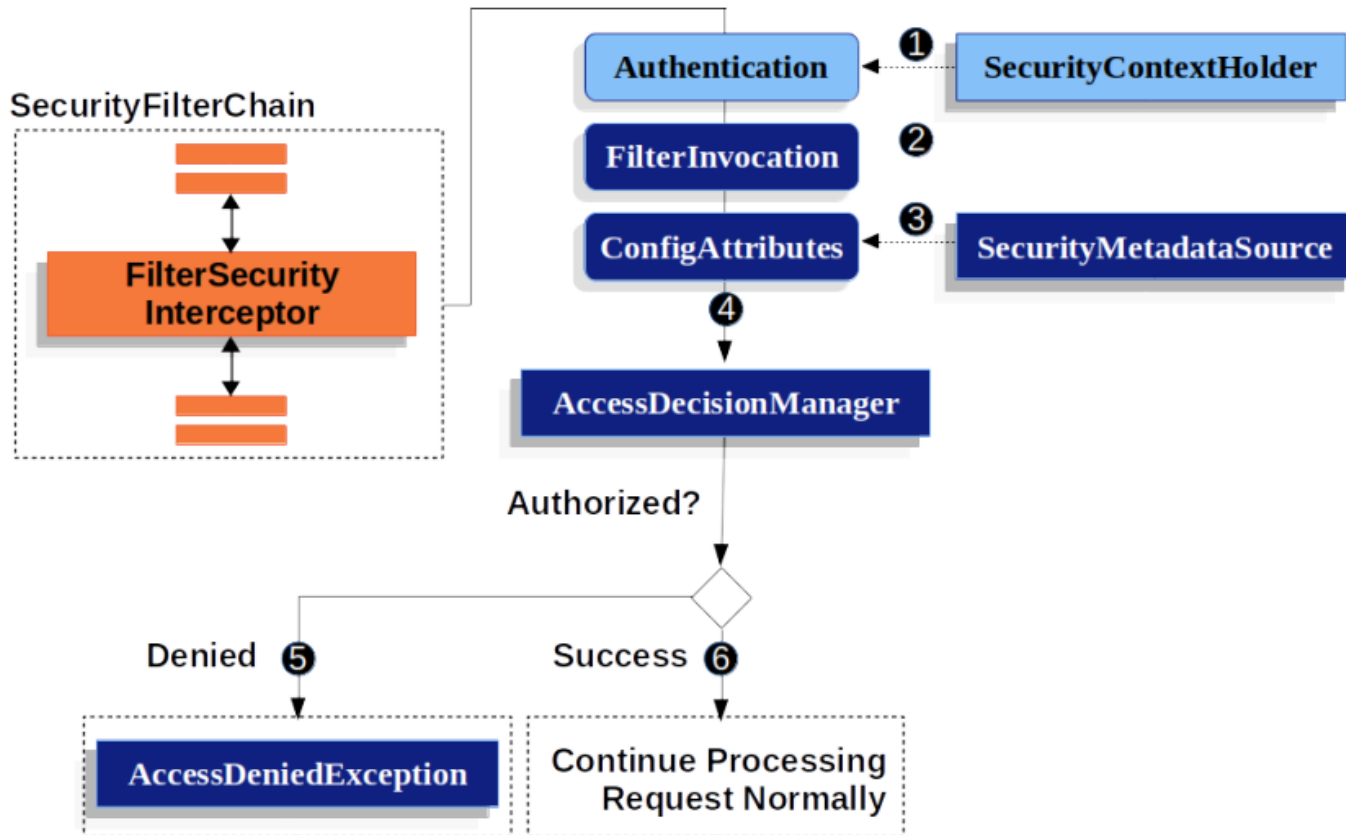 SecurityFilterChain
FilterSecurity
Interceptor
Authentication
1
SecurityContextHolder
FilterInvocation
2
ConfigAttributes
3
SecurityMetadataSource
4
AccessDecisionManager
Authorized?
Denied
5
Success
6
AccessDeniedException
Continue Processing
Request Normally